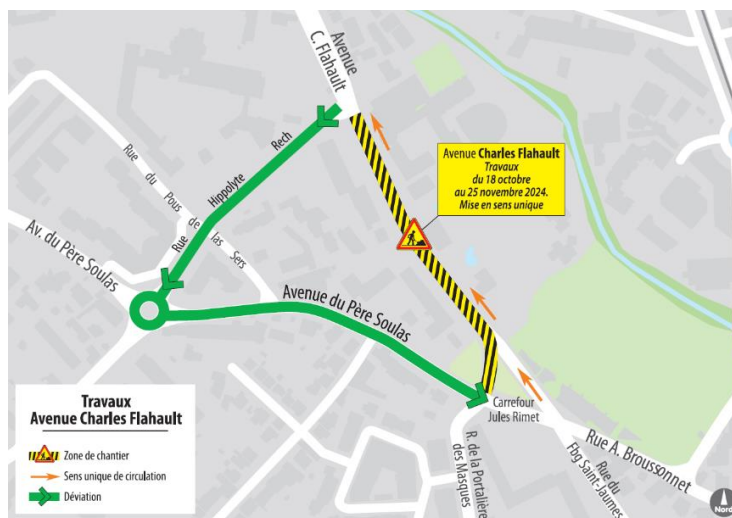 Avenue
C. Flahault
Rue du Pous de las Sers
Rue Hippolyte Rech
Avenue Charles Flahault
Travaux
du 18 octobre
au 25 novembre 2024.
Mise en sens unique
Av. du Père Soulas
Avenue du Père Soulas
Carrefour
Jules Rimet
Rue A. Broussonnet
Rue du
Fbg Saint-Jaumes
R. de la Portalière
des Masques
Travaux
Avenue Charles Flahault
Zone de chantier
Sens unique de circulation
Déviation
Nord